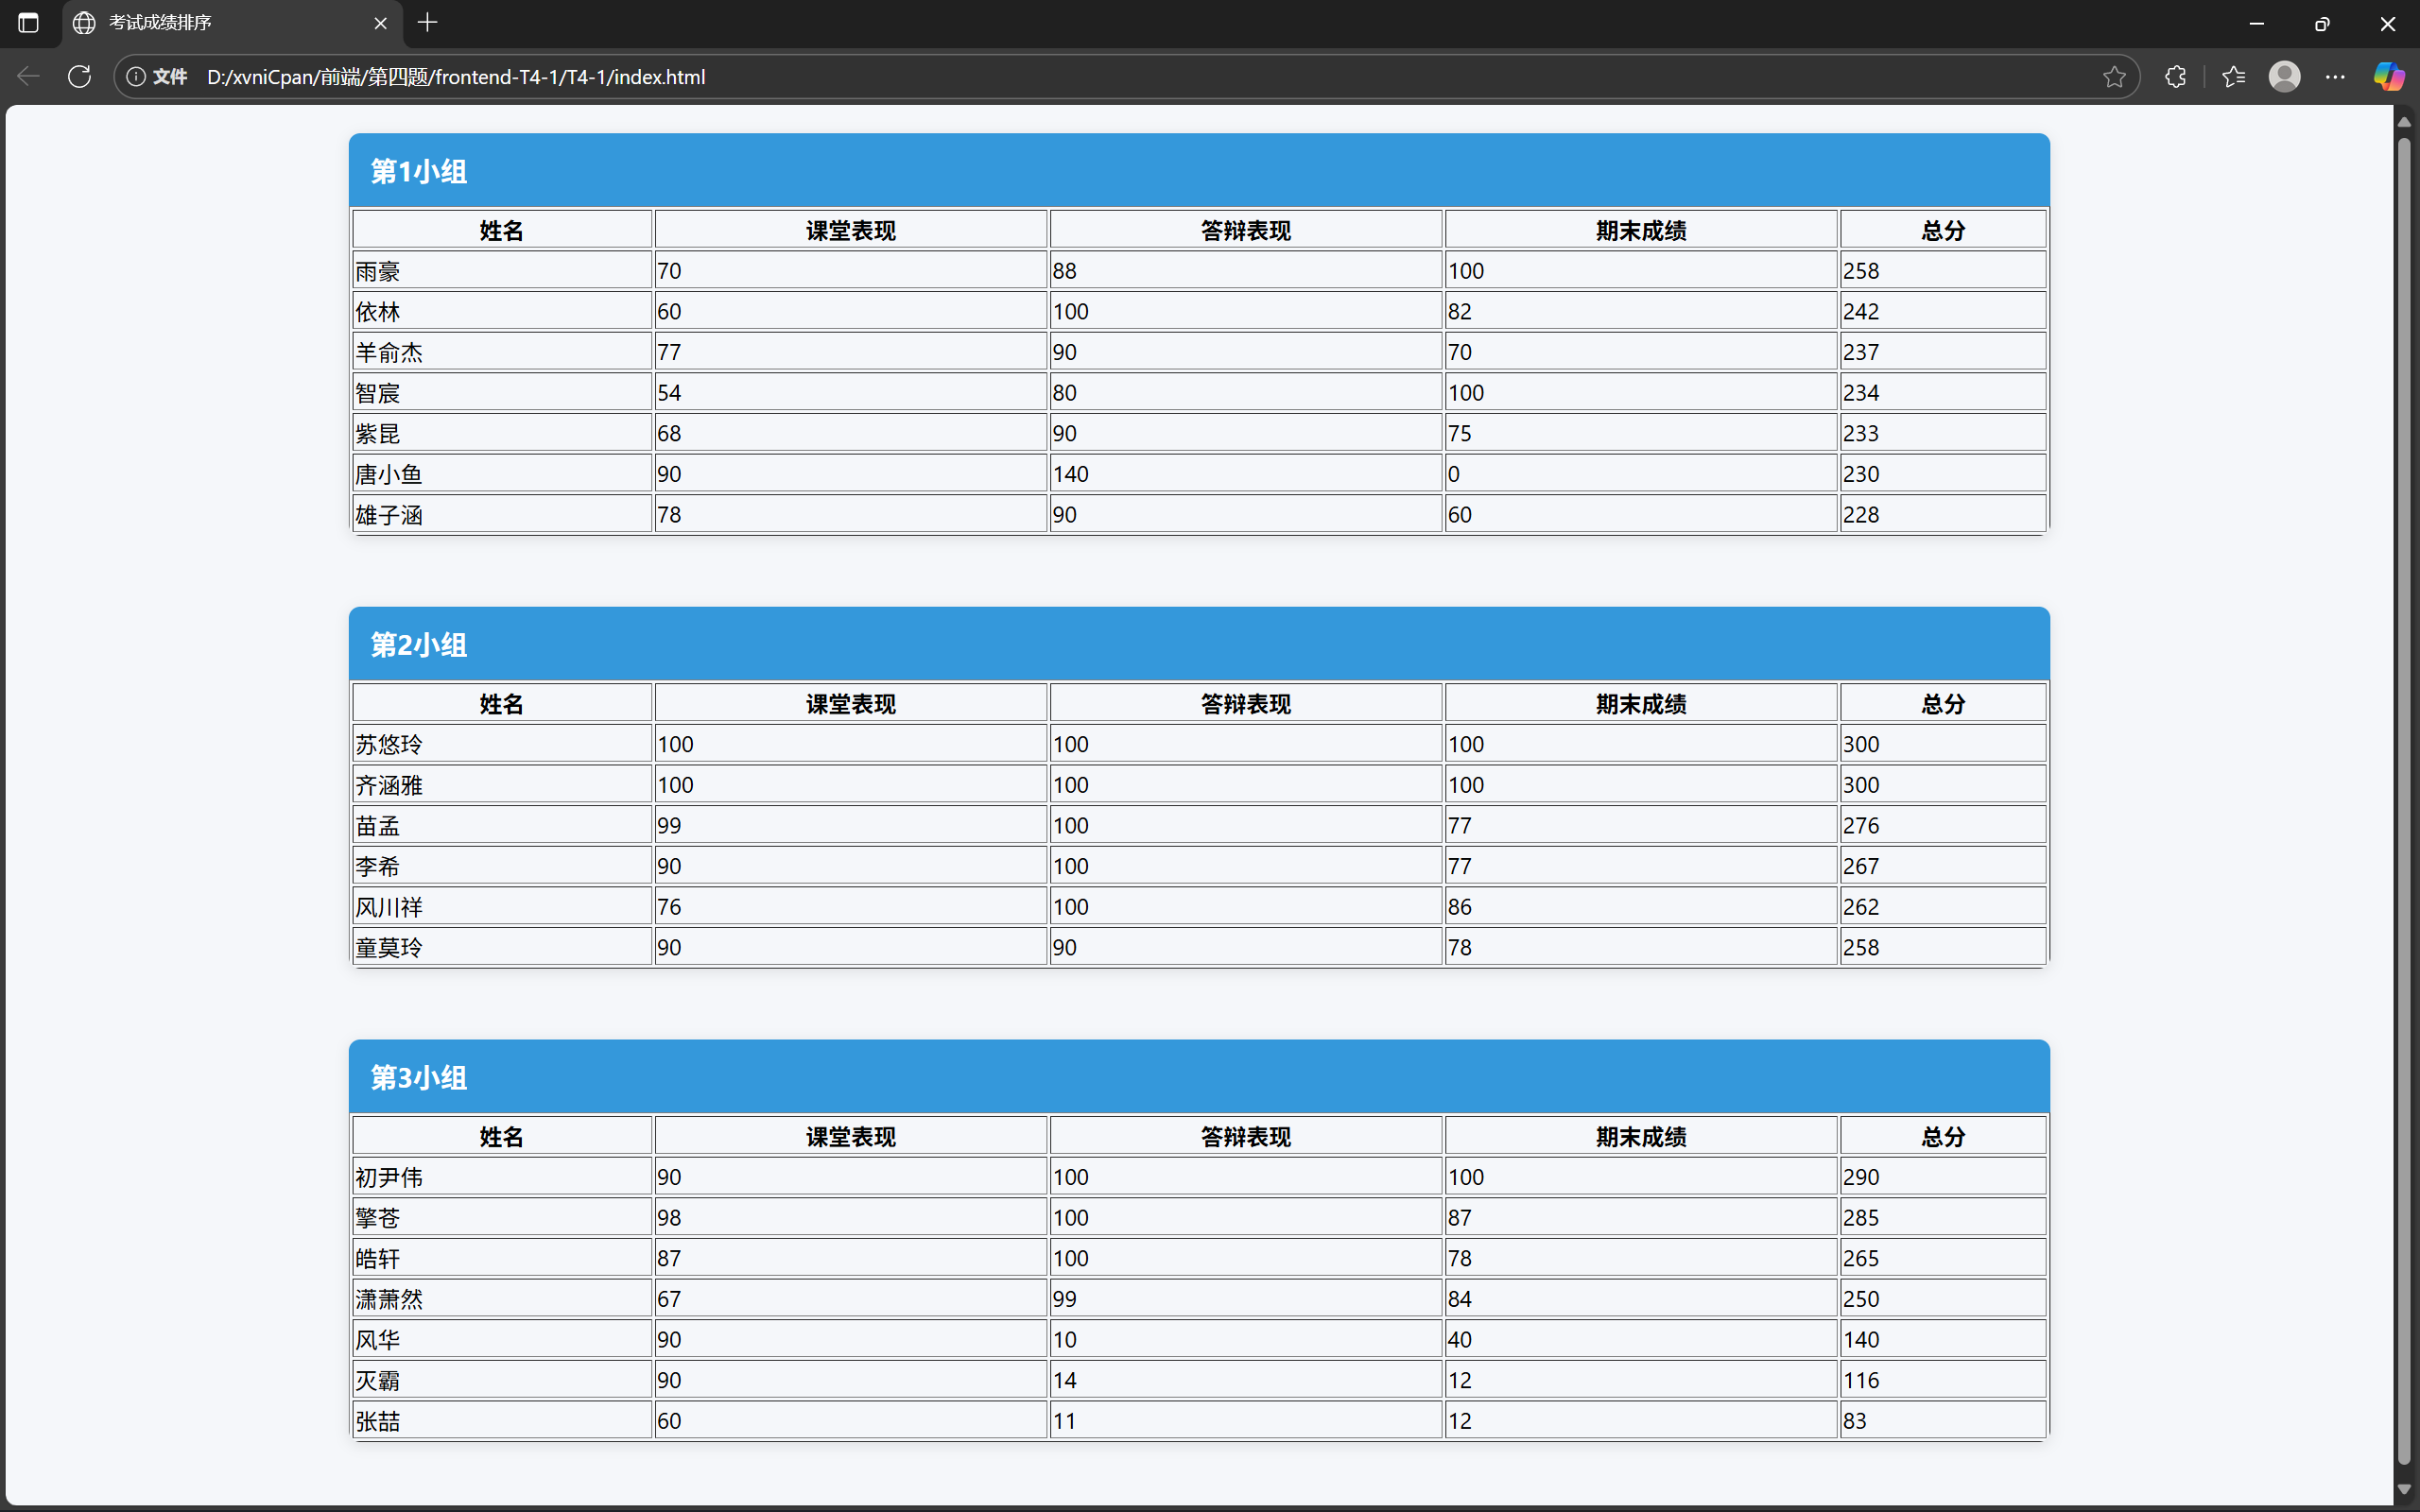 考试成绩排序
文件 D:/xvniCpan/前端/第四题/frontend-T4-1/T4-1/index.html
第1小组
姓名 课堂表现 答辩表现 期末成绩 总分
雨豪 70 88 100 258
依林 60 100 82 242
羊俞杰 77 90 70 237
智宸 54 80 100 234
紫昆 68 90 75 233
唐小鱼 90 140 0 230
雄子涵 78 90 60 228
第2小组
姓名 课堂表现 答辩表现 期末成绩 总分
苏悠玲 100 100 100 300
齐涵雅 100 100 100 300
苗孟 99 100 77 276
李希 90 100 77 267
风川祥 76 100 86 262
童莫玲 90 90 78 258
第3小组
姓名 课堂表现 答辩表现 期末成绩 总分
初尹伟 90 100 100 290
擎苍 98 100 87 285
皓轩 87 100 78 265
潇萧然 67 99 84 250
风华 90 10 40 140
灭霸 90 14 12 116
张喆 60 11 12 83